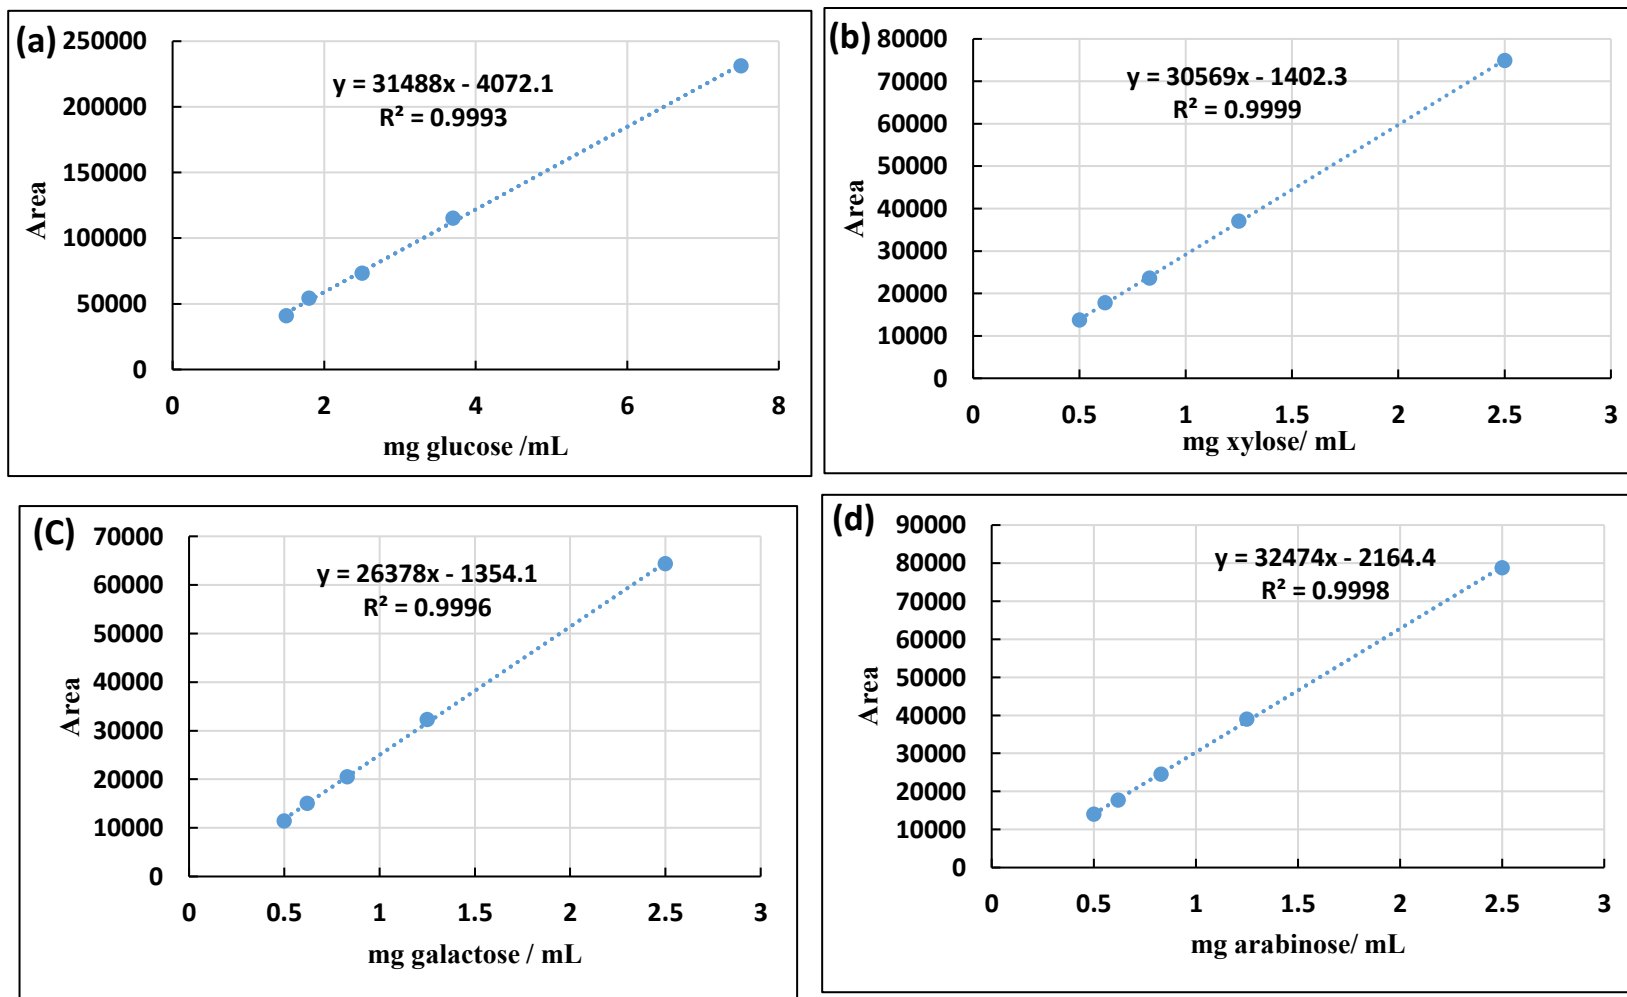 (a)
250000
200000
150000
100000
50000
0
Area
y = 31488x - 4072.1
R² = 0.9993
0 2 4 6 8
mg glucose /mL
(b)
80000
70000
60000
50000
40000
30000
20000
10000
0
Area
y = 30569x - 1402.3
R² = 0.9999
0 0.5 1 1.5 2 2.5 3
mg xylose/ mL
(C)
70000
60000
50000
40000
30000
20000
10000
0
Area
y = 26378x - 1354.1
R² = 0.9996
0 0.5 1 1.5 2 2.5 3
mg galactose / mL
(d)
90000
80000
70000
60000
50000
40000
30000
20000
10000
0
Area
y = 32474x - 2164.4
R² = 0.9998
0 0.5 1 1.5 2 2.5 3
mg arabinose/ mL